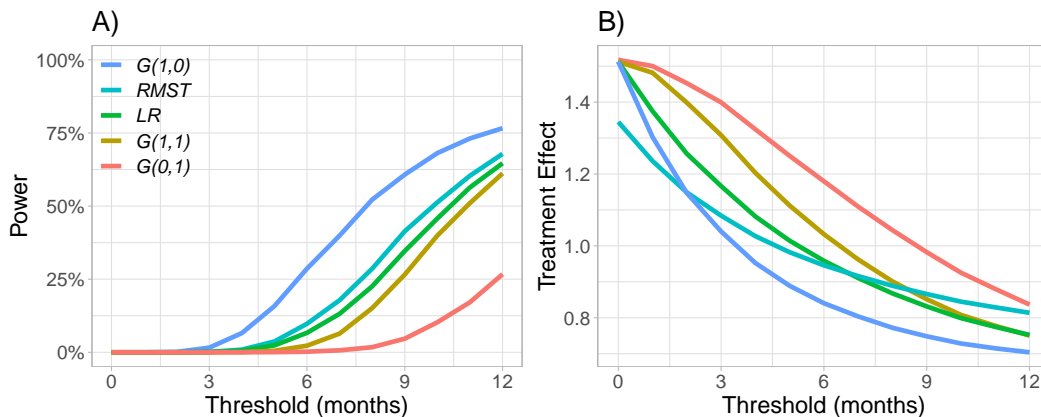 A)
100%
75%
50%
25%
0%
Power
G(1,0)
RMST
LR
G(1,1)
G(0,1)
0 3 6 9 12
Threshold (months)
B)
1.4
1.2
1.0
0.8
Treatment Effect
0 3 6 9 12
Threshold (months)